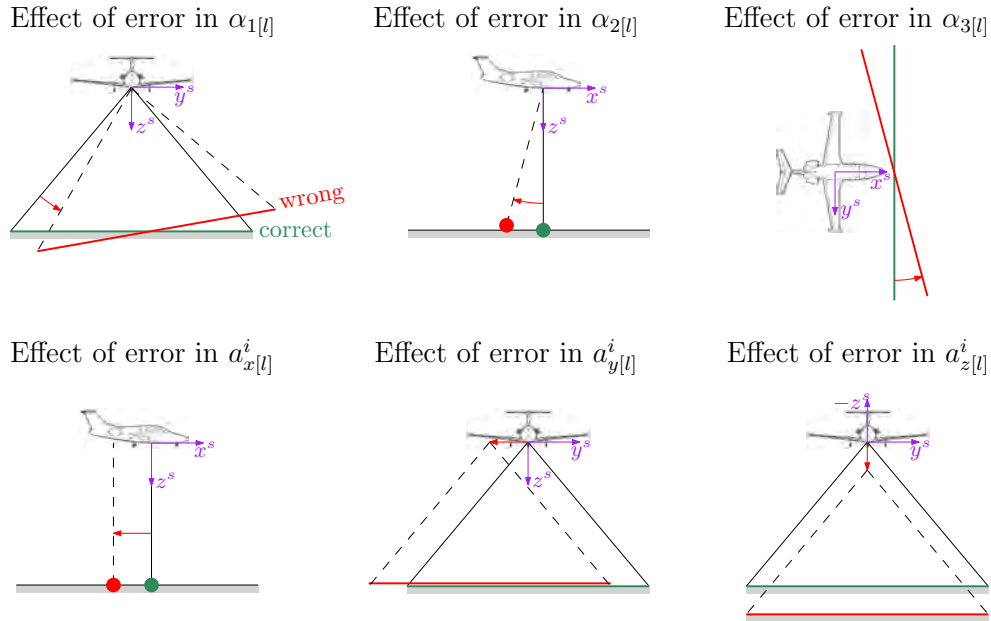 Effect of error in α₁[l]
Effect of error in α₂[l]
Effect of error in α₃[l]
yˢ
zˢ
wrong
correct
xˢ
zˢ
xˢ
yˢ
Effect of error in aⁱx[l]
Effect of error in aⁱy[l]
Effect of error in aⁱz[l]
xˢ
zˢ
yˢ
zˢ
−zˢ
yˢ